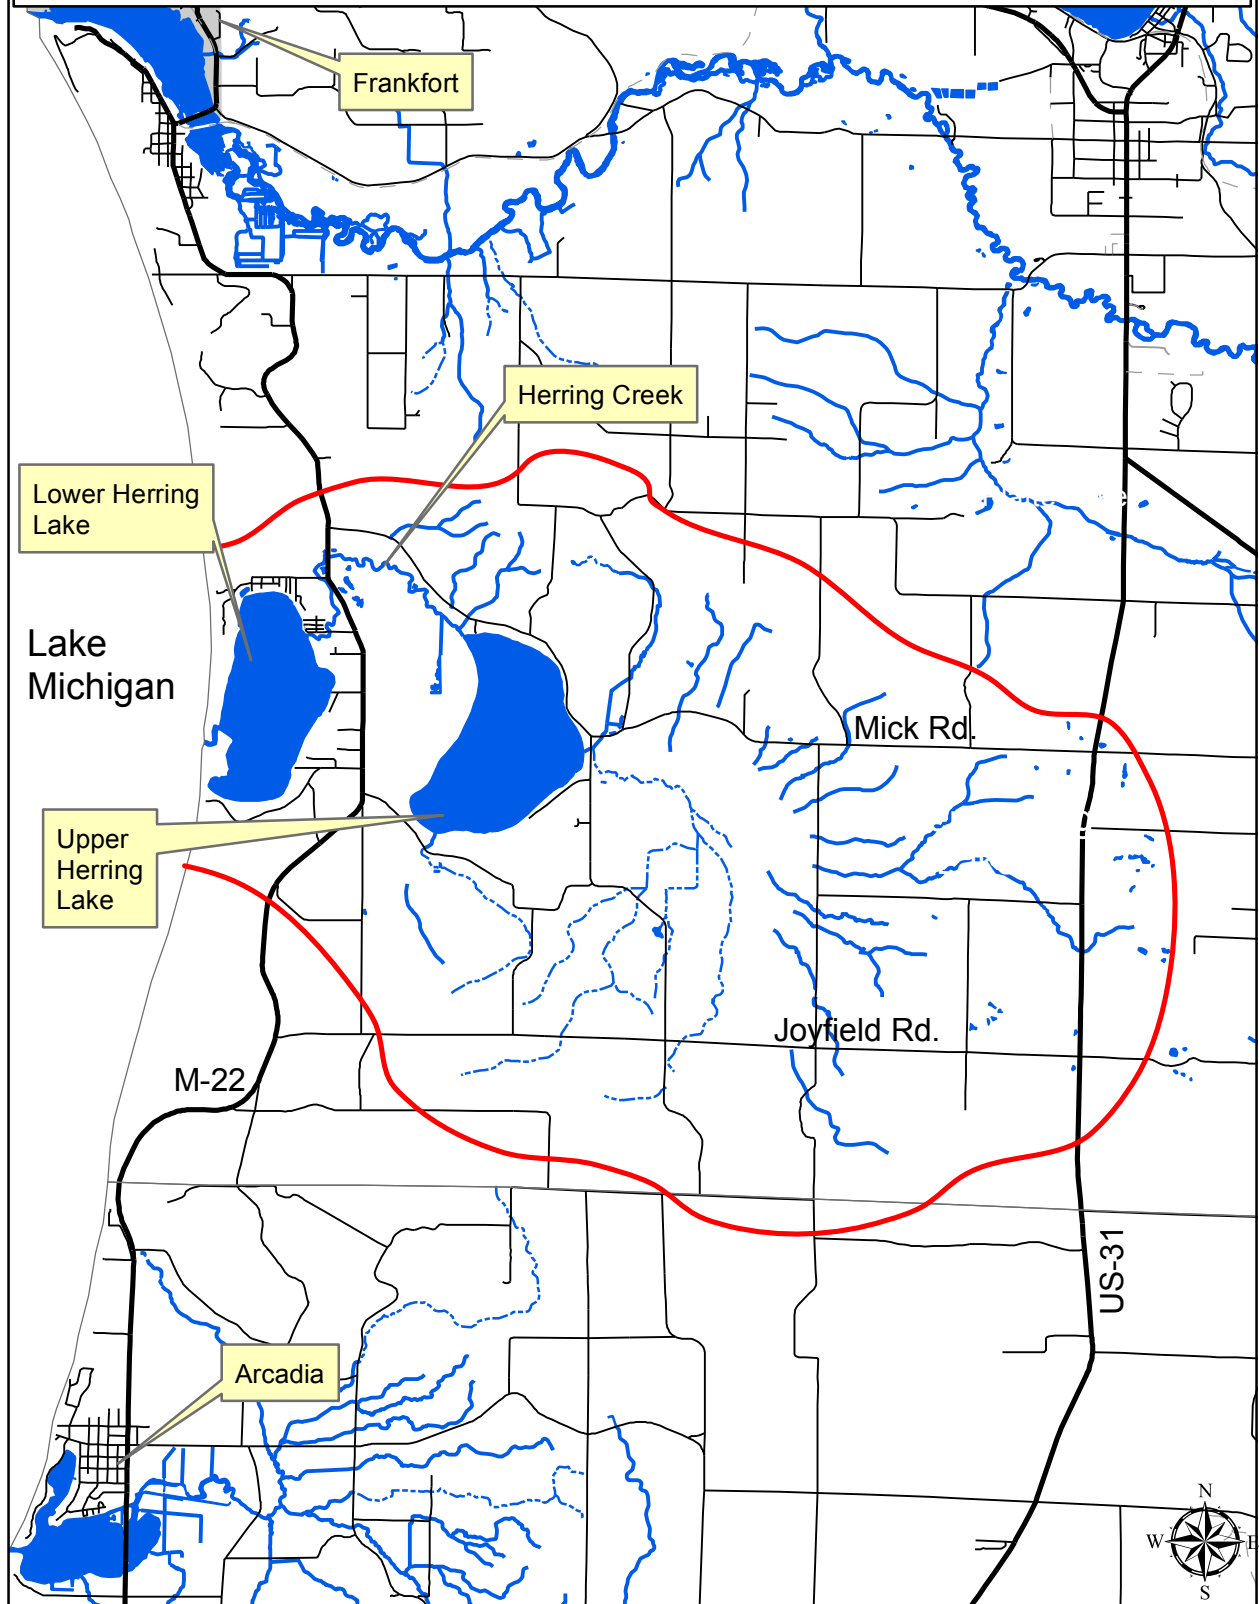 Frankfort
Herring Creek
Lower Herring
Lake
Lake
Michigan
Mick Rd.
Upper
Herring
Lake
Joyfield Rd.
M-22
US-31
Arcadia
N
W
E
S